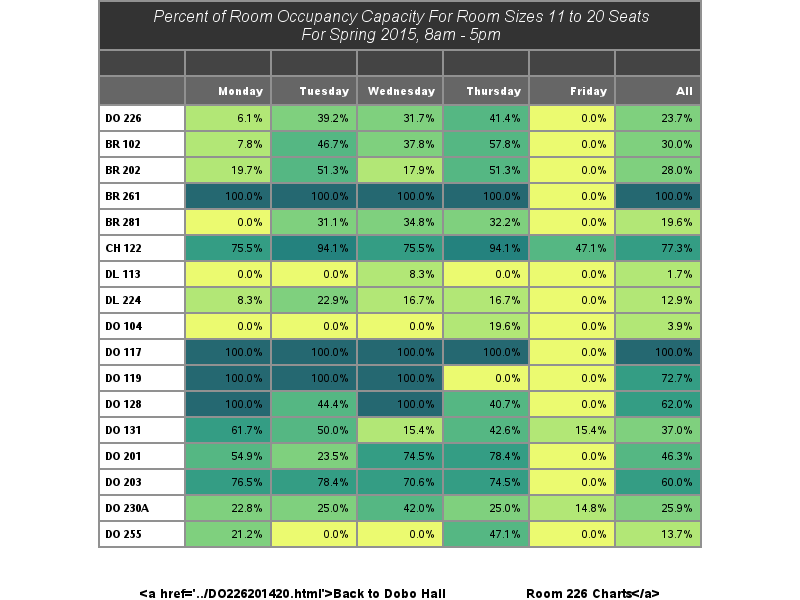 Percent of Room Occupancy Capacity For Room Sizes 11 to 20 Seats
For Spring 2015, 8am - 5pm
Monday Tuesday Wednesday Thursday Friday All
DO 226 6.1% 39.2% 31.7% 41.4% 0.0% 23.7%
BR 102 7.8% 46.7% 37.8% 57.8% 0.0% 30.0%
BR 202 19.7% 51.3% 17.9% 51.3% 0.0% 28.0%
BR 261 100.0% 100.0% 100.0% 100.0% 0.0% 100.0%
BR 281 0.0% 31.1% 34.8% 32.2% 0.0% 19.6%
CH 122 75.5% 94.1% 75.5% 94.1% 47.1% 77.3%
DL 113 0.0% 0.0% 8.3% 0.0% 0.0% 1.7%
DL 224 8.3% 22.9% 16.7% 16.7% 0.0% 12.9%
DO 104 0.0% 0.0% 0.0% 19.6% 0.0% 3.9%
DO 117 100.0% 100.0% 100.0% 100.0% 0.0% 100.0%
DO 119 100.0% 100.0% 100.0% 0.0% 0.0% 72.7%
DO 128 100.0% 44.4% 100.0% 40.7% 0.0% 62.0%
DO 131 61.7% 50.0% 15.4% 42.6% 15.4% 37.0%
DO 201 54.9% 23.5% 74.5% 78.4% 0.0% 46.3%
DO 203 76.5% 78.4% 70.6% 74.5% 0.0% 60.0%
DO 230A 22.8% 25.0% 42.0% 25.0% 14.8% 25.9%
DO 255 21.2% 0.0% 0.0% 47.1% 0.0% 13.7%
<a href='../DO226201420.html'>Back to Dobo Hall Room 226 Charts</a>